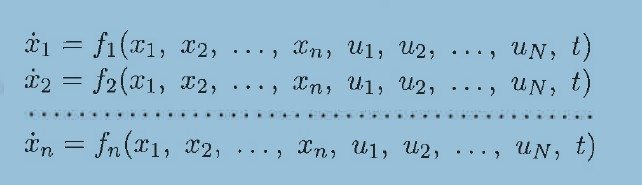 ẋ₁ = f₁(x₁, x₂, ..., xₙ, u₁, u₂, ..., u_N, t)
ẋ₂ = f₂(x₁, x₂, ..., xₙ, u₁, u₂, ..., u_N, t)
..........................................................
ẋₙ = fₙ(x₁, x₂, ..., xₙ, u₁, u₂, ..., u_N, t)